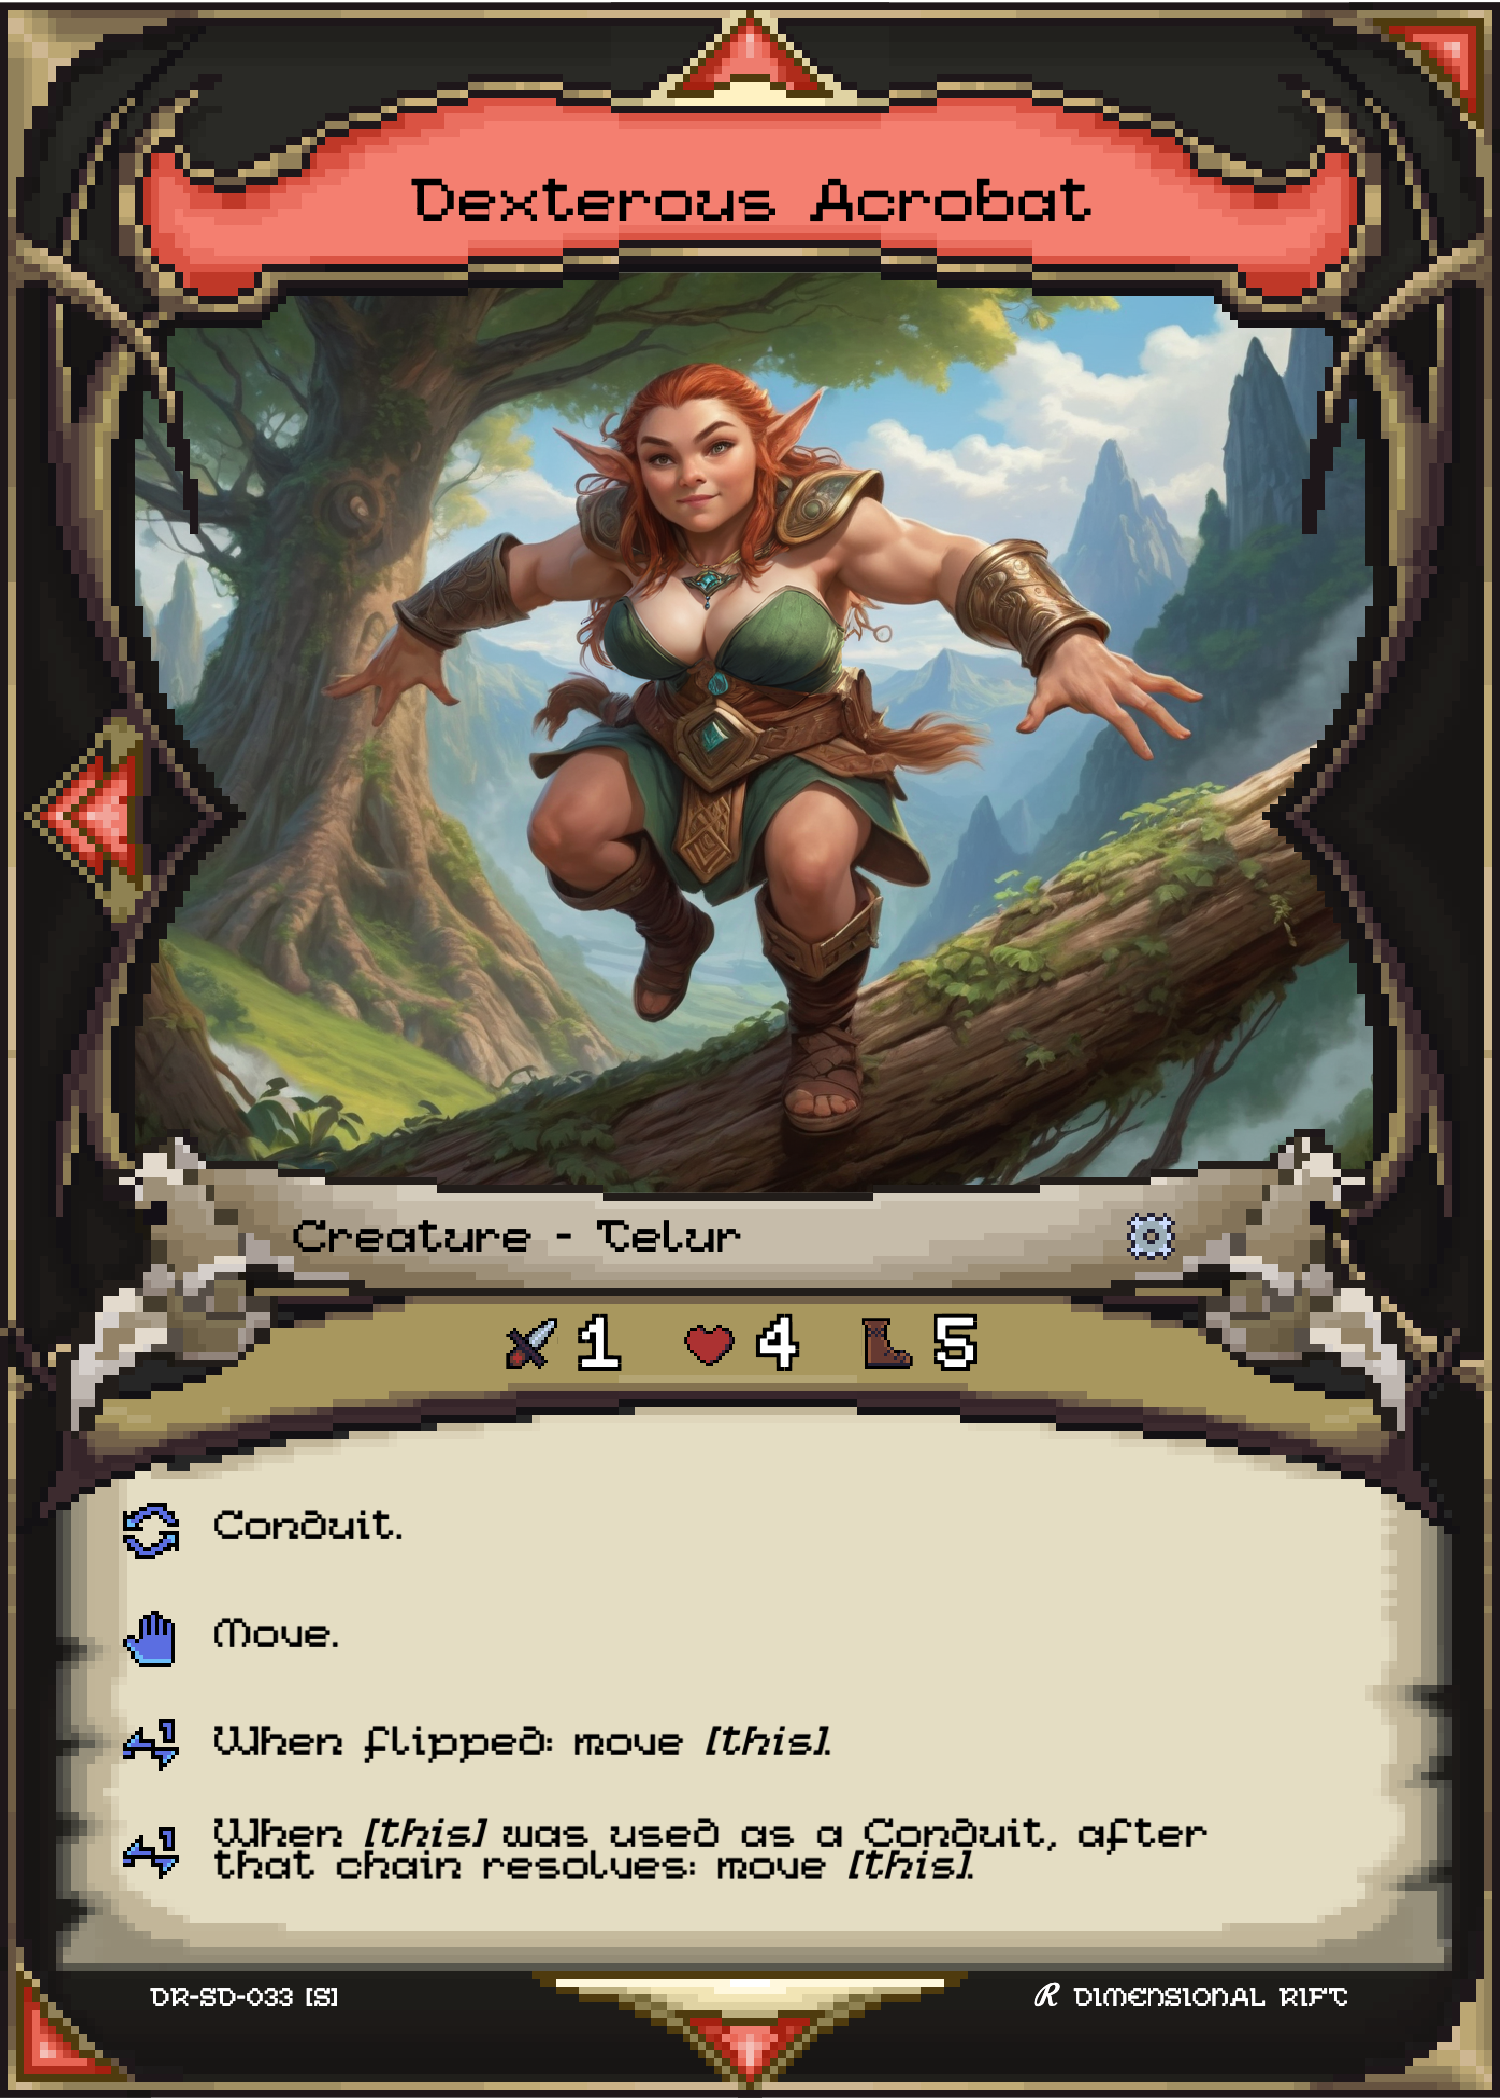 Dexterous Acrobat
Creature - Telur
1 4 5
Conduit.
Move.
When flipped: move [this].
When [this] was used as a Conduit, after
that chain resolves: move [this].
DR-SD-033 [S]
R DIMENSIONAL RIFT